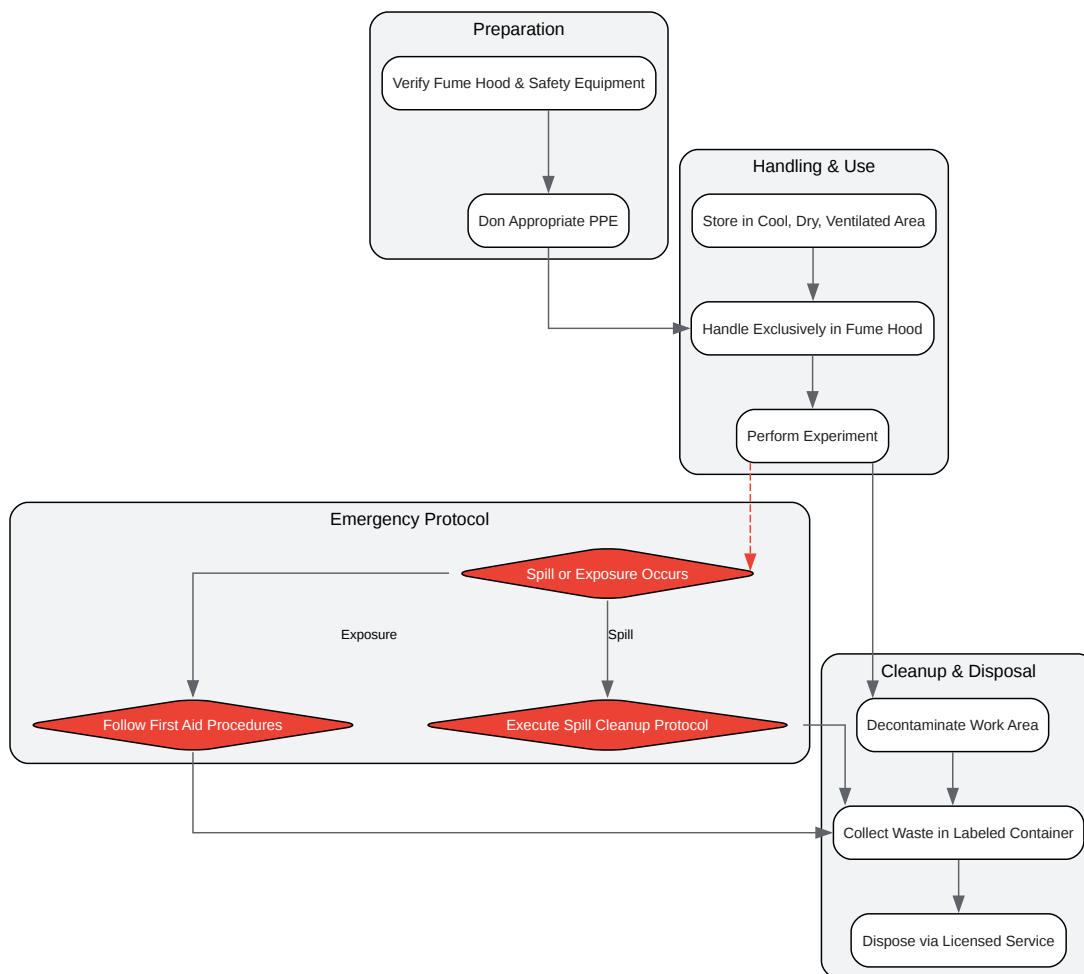 Preparation
Verify Fume Hood & Safety Equipment
Don Appropriate PPE
Handling & Use
Store in Cool, Dry, Ventilated Area
Handle Exclusively in Fume Hood
Perform Experiment
Emergency Protocol
Spill or Exposure Occurs
Exposure
Spill
Follow First Aid Procedures
Execute Spill Cleanup Protocol
Cleanup & Disposal
Decontaminate Work Area
Collect Waste in Labeled Container
Dispose via Licensed Service